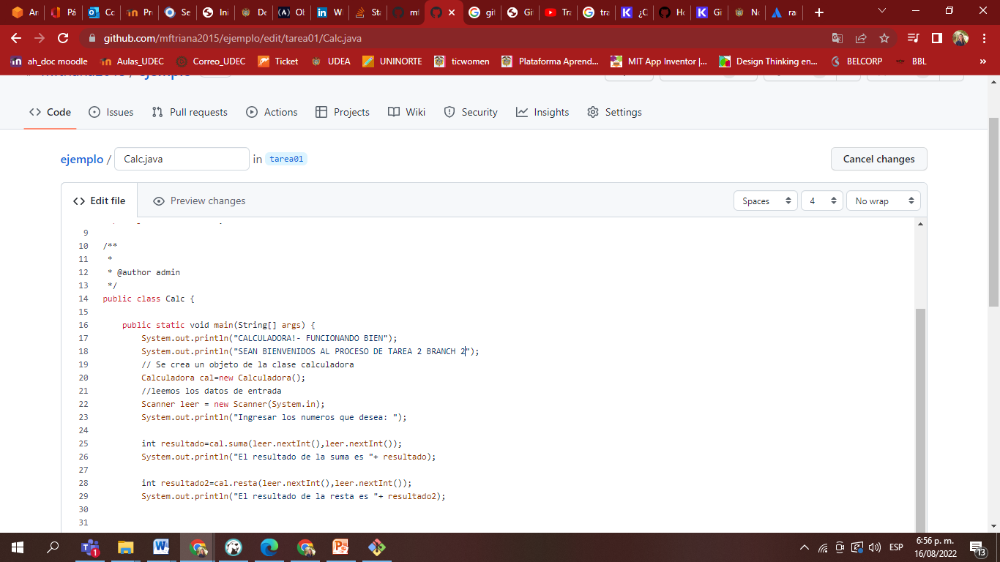 Ar
Pá
Co
Pr
Se
Ini
De
Ob
W
Sta
gi
Gi
Tra
tra
¿C
Ho
Gi
No
rai
github.com/mftriana2015/ejemplo/edit/tarea01/Calc.java
ah_doc moodle Aulas_UDEC Correo_UDEC Ticket UDEA UNINORTE ticwomen Plataforma Aprend... MIT App Inventor |... Design Thinking en... BELCORP BBL »
Code Issues Pull requests Actions Projects Wiki Security Insights Settings
ejemplo / Calc.java in tarea01 Cancel changes
<> Edit file Preview changes Spaces 4 No wrap
9
10 /**
11 *
12 * @author admin
13 */
14 public class Calc {
15
16 public static void main(String[] args) {
17 System.out.println("CALCULADORA!- FUNCIONANDO BIEN");
18 System.out.println("SEAN BIENVENIDOS AL PROCESO DE TAREA 2 BRANCH 2");
19 // Se crea un objeto de la clase calculadora
20 Calculadora cal=new Calculadora();
21 //leemos los datos de entrada
22 Scanner leer = new Scanner(System.in);
23 System.out.println("Ingresar los numeros que desea: ");
24
25 int resultado=cal.suma(leer.nextInt(),leer.nextInt());
26 System.out.println("El resultado de la suma es "+ resultado);
27
28 int resultado2=cal.resta(leer.nextInt(),leer.nextInt());
29 System.out.println("El resultado de la resta es "+ resultado2);
30
31
1
ESP
6:56 p. m.
16/08/2022
13